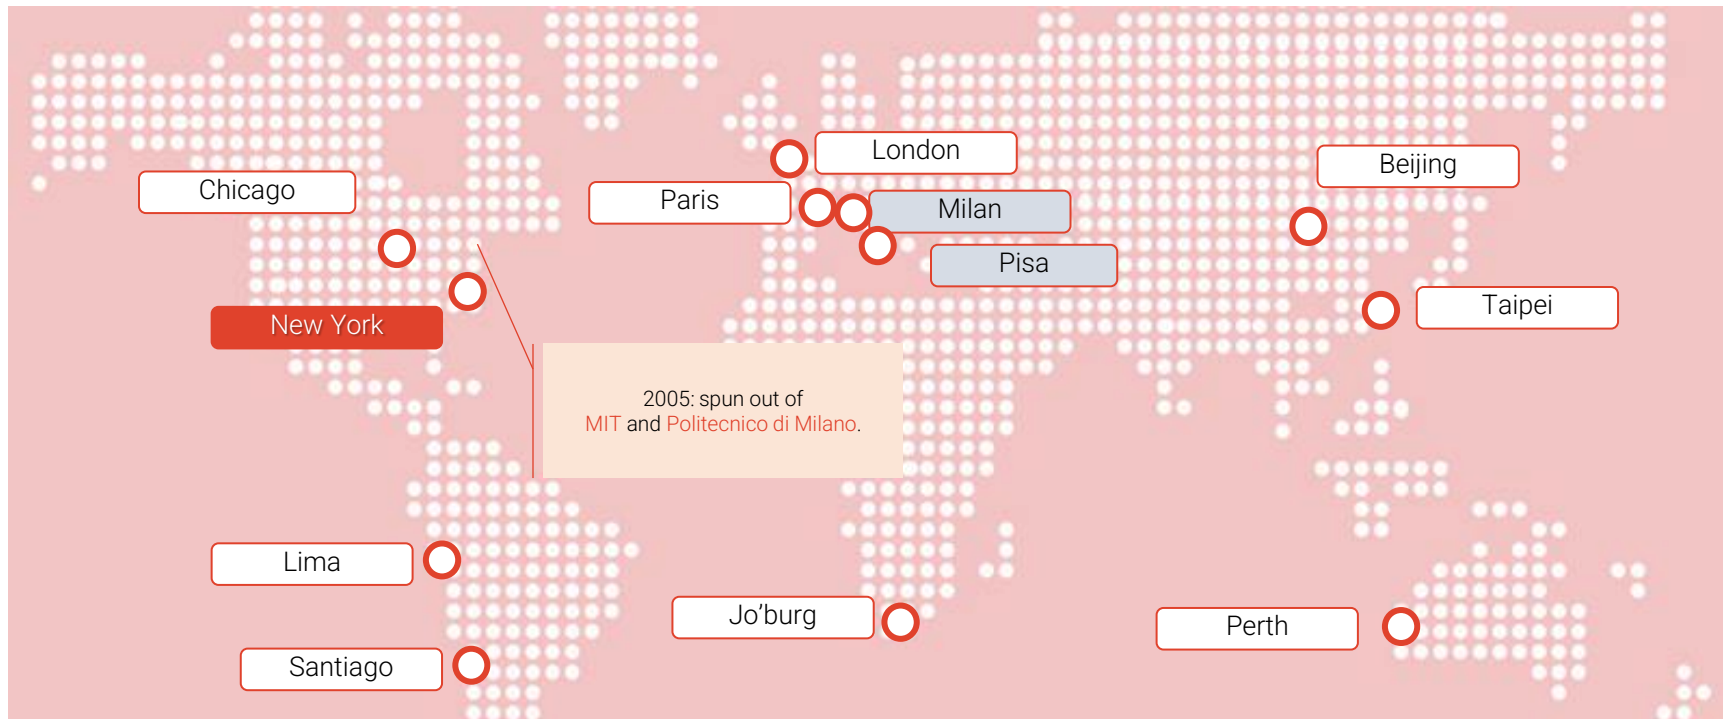 London
Beijing
Chicago
Paris
Milan
Pisa
Taipei
New York
2005: spun out of
MIT and Politecnico di Milano.
Lima
Jo’burg
Perth
Santiago